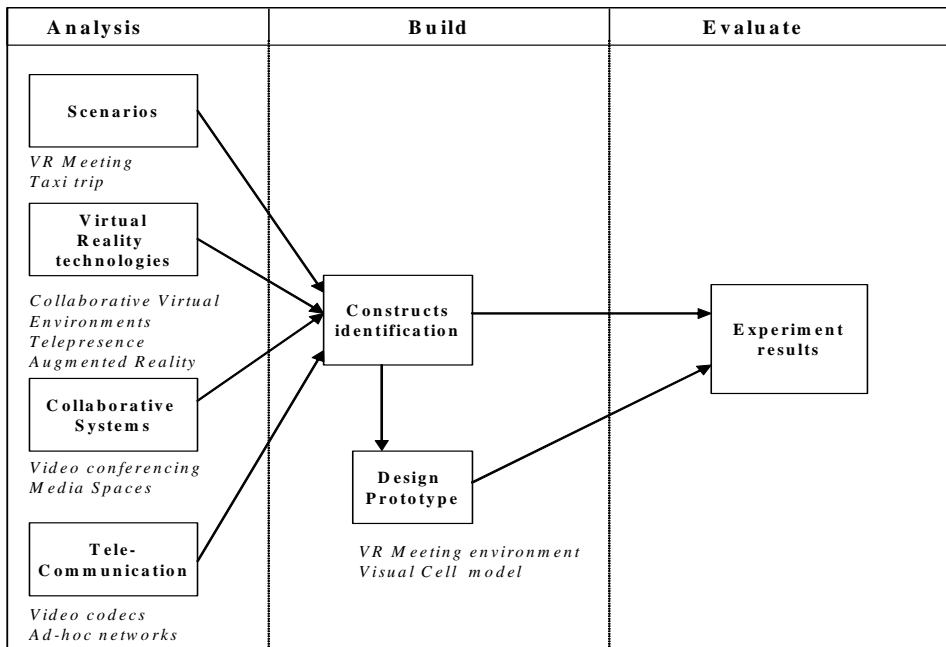 Analysis
Build
Evaluate
Scenarios
VR Meeting
Taxi trip
Virtual
Reality
technologies
Collaborative Virtual
Environments
Telepresence
Augmented Reality
Collaborative
Systems
Video conferencing
Media Spaces
Tele-
Communication
Video codecs
Ad-hoc networks
Constructs
identification
Design
Prototype
VR Meeting environment
Visual Cell model
Experiment
results